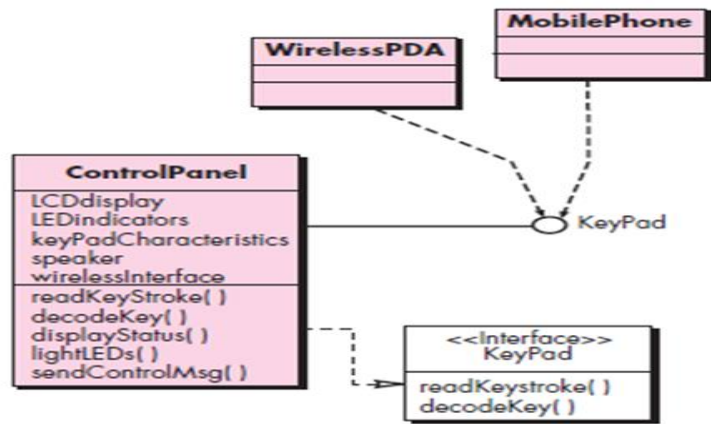 MobilePhone
WirelessPDA
ControlPanel
LCDdisplay
LEDindicators
keyPadCharacteristics
speaker
wirelessInterface
readKeyStroke( )
decodeKey( )
displayStatus( )
lightLEDs( )
sendControlMsg( )
KeyPad
<<Interface>>
KeyPad
readKeystroke( )
decodeKey( )